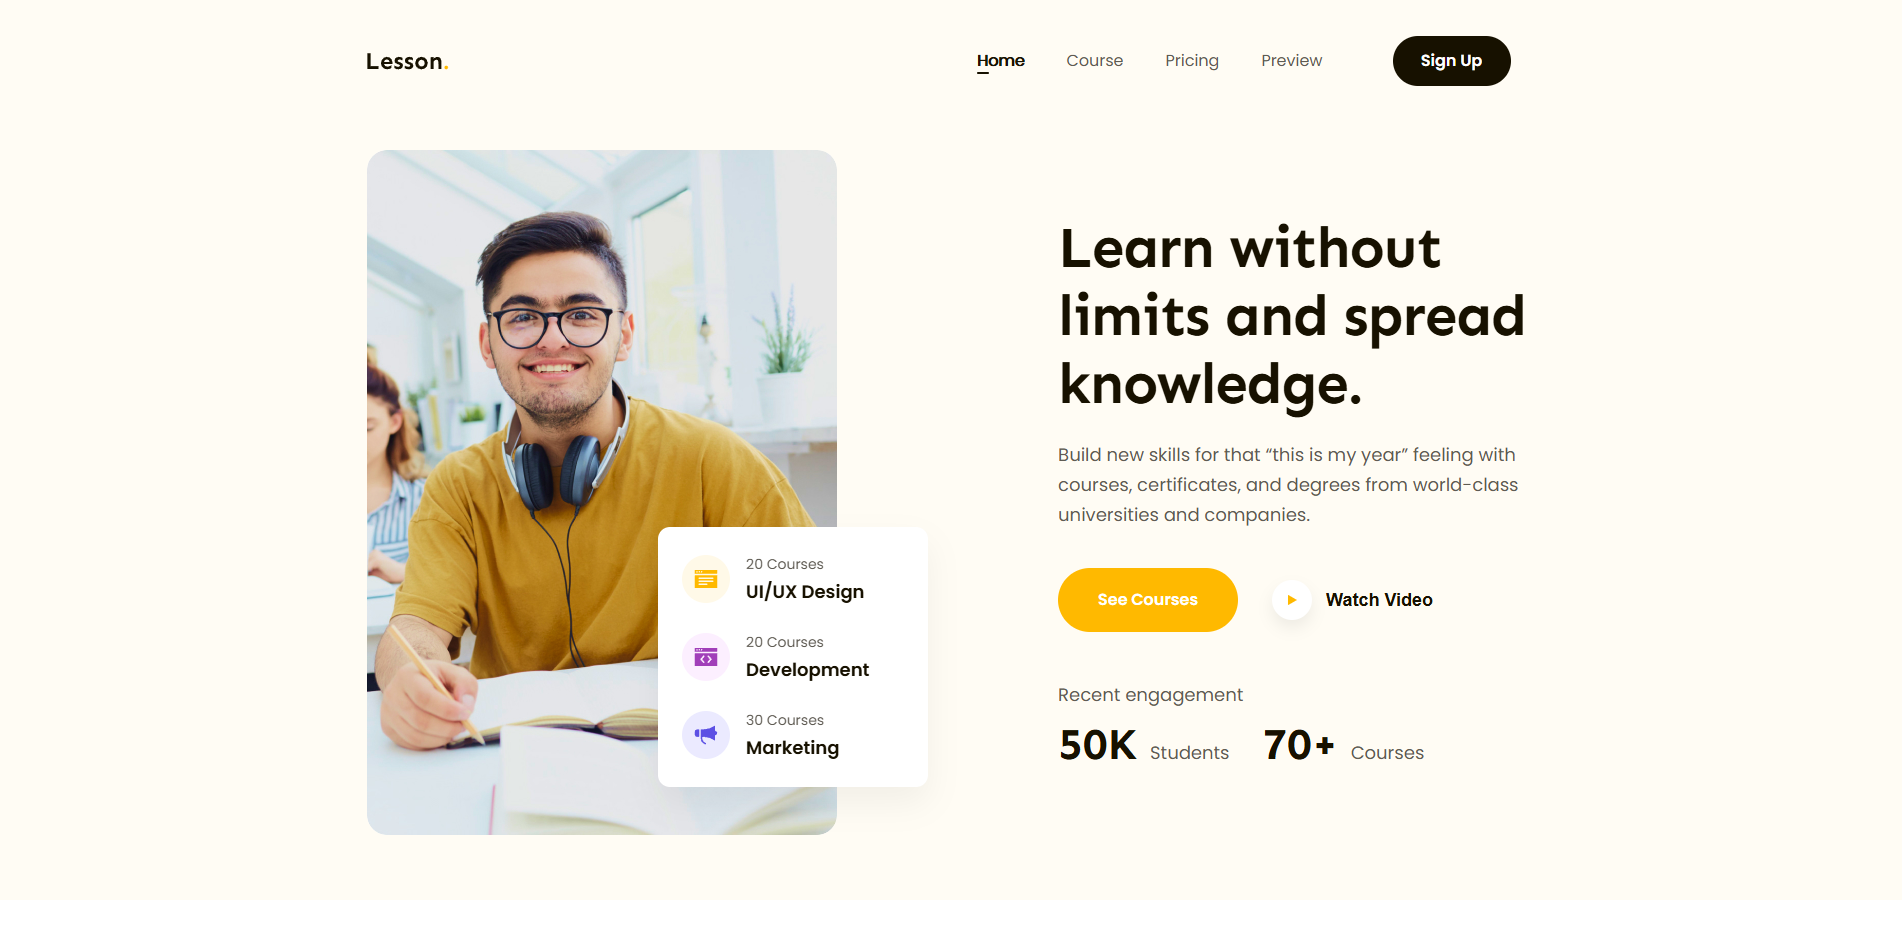 Lesson.
Home
Course
Pricing
Preview
Sign Up
Learn without
limits and spread
knowledge.
Build new skills for that “this is my year” feeling with
courses, certificates, and degrees from world-class
universities and companies.
See Courses
Watch Video
Recent engagement
50K Students 70+ Courses
20 Courses
UI/UX Design
20 Courses
Development
30 Courses
Marketing